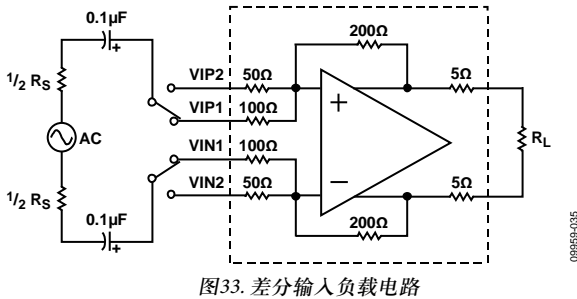 0.1µF
1/2 RS
AC
1/2 RS
0.1µF
VIP2
50Ω
VIP1
100Ω
VIN1
100Ω
VIN2
50Ω
200Ω
+
−
200Ω
5Ω
5Ω
RL
09959-035
图33. 差分输入负载电路